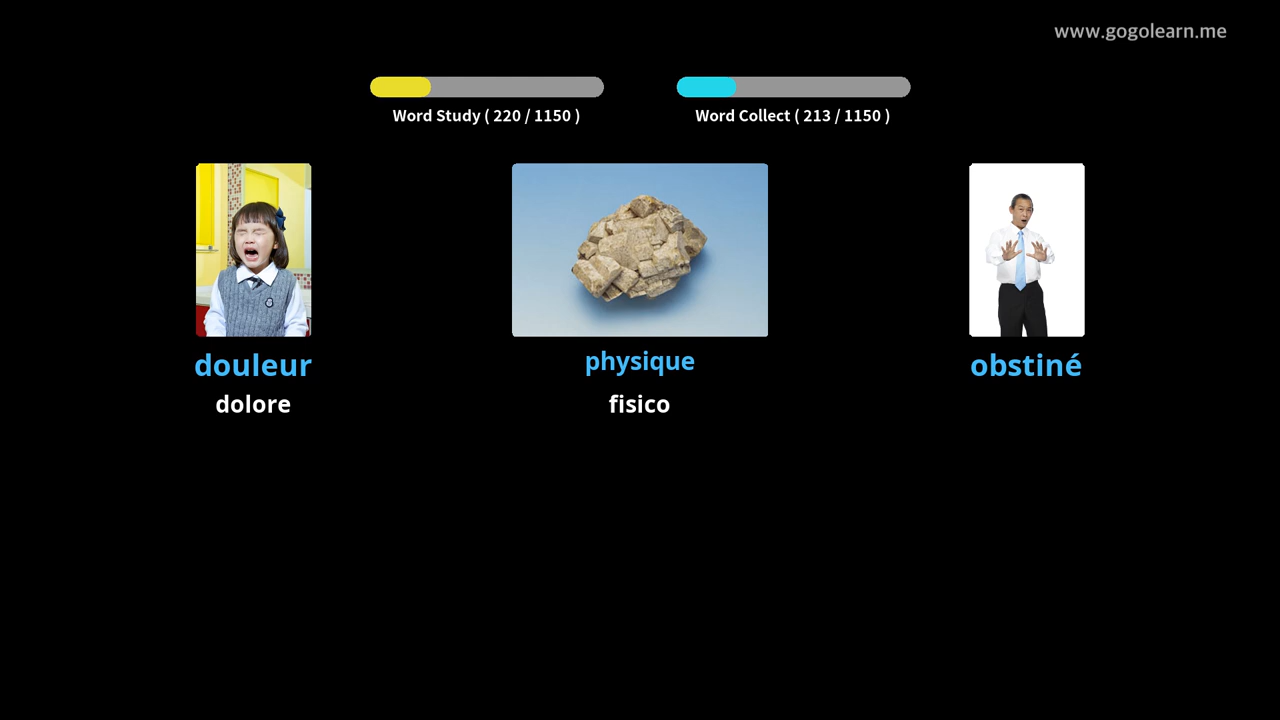 www.gogolearn.me
Word Study ( 220 / 1150 )
Word Collect ( 213 / 1150 )
douleur
dolore
physique
fisico
obstiné